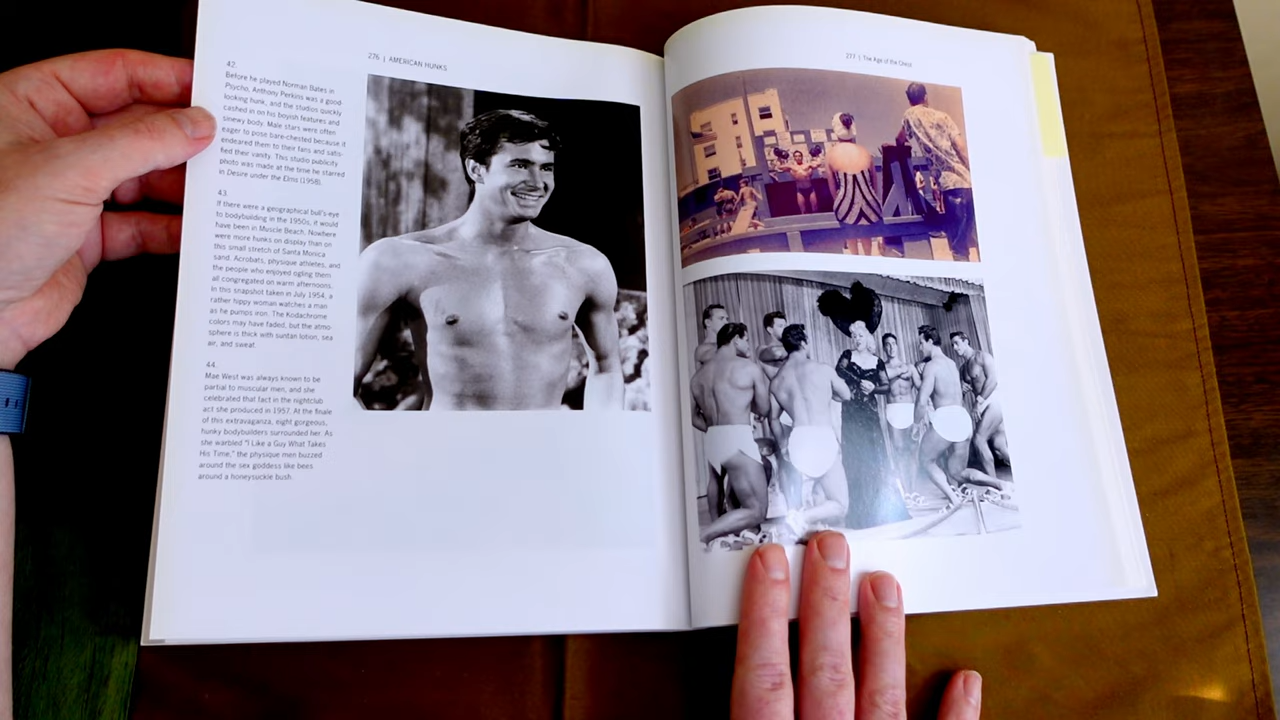 276 | AMERICAN HUNKS
42.
Before he played Norman Bates in
Psycho, Anthony Perkins was a good-
looking hunk, and the studios quickly
cashed in on his boyish features and
sinewy body. Male stars were often
eager to pose bare-chested because it
endeared them to their fans and satis-
fied their vanity. This studio publicity
photo was made at the time he starred
in Desire under the Elms (1958).
43.
If there were a geographical bull's-eye
to bodybuilding in the 1950s, it would
have been in Muscle Beach. Nowhere
were more hunks on display than on
this small stretch of Santa Monica
sand. Acrobats, physique athletes, and
the people who enjoyed ogling them
all congregated on warm afternoons.
In this snapshot taken in July 1954, a
rather hippy woman watches a man
as he pumps iron. The Kodachrome
colors may have faded, but the atmo-
sphere is thick with suntan lotion, sea
air, and sweat.
44.
Mae West was always known to be
partial to muscular men, and she
celebrated that fact in the nightclub
act she produced in 1957. At the finale
of this extravaganza, eight gorgeous,
hunky bodybuilders surrounded her. As
she warbled "I Like a Guy What Takes
His Time," the physique men buzzed
around the sex goddess like bees
around a honeysuckle bush.
277 | The Age of the Chest